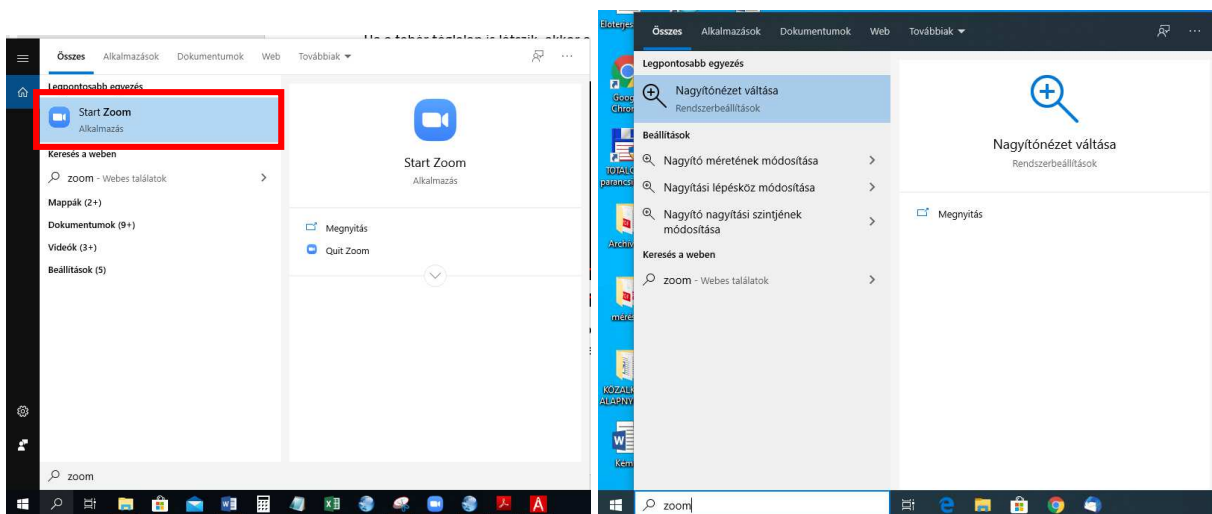 Összes Alkalmazások Dokumentumok Web Továbbiak
Legpontosabb egyezés
Start Zoom
Alkalmazás
Keresés a weben
zoom - Webes találatok
Mappák (2+)
Dokumentumok (9+)
Videók (3+)
Beállítások (5)
Start Zoom
Alkalmazás
Megnyitás
Quit Zoom
zoom
Összes Alkalmazások Dokumentumok Web Továbbiak
Legpontosabb egyezés
Nagyítónézet váltása
Rendszerbeállítások
Beállítások
Nagyító méretének módosítása
Nagyítási lépésköz módosítása
Nagyító nagyítási szintjének
módosítása
Keresés a weben
zoom - Webes találatok
Nagyítónézet váltása
Rendszerbeállítások
Megnyitás
zoom